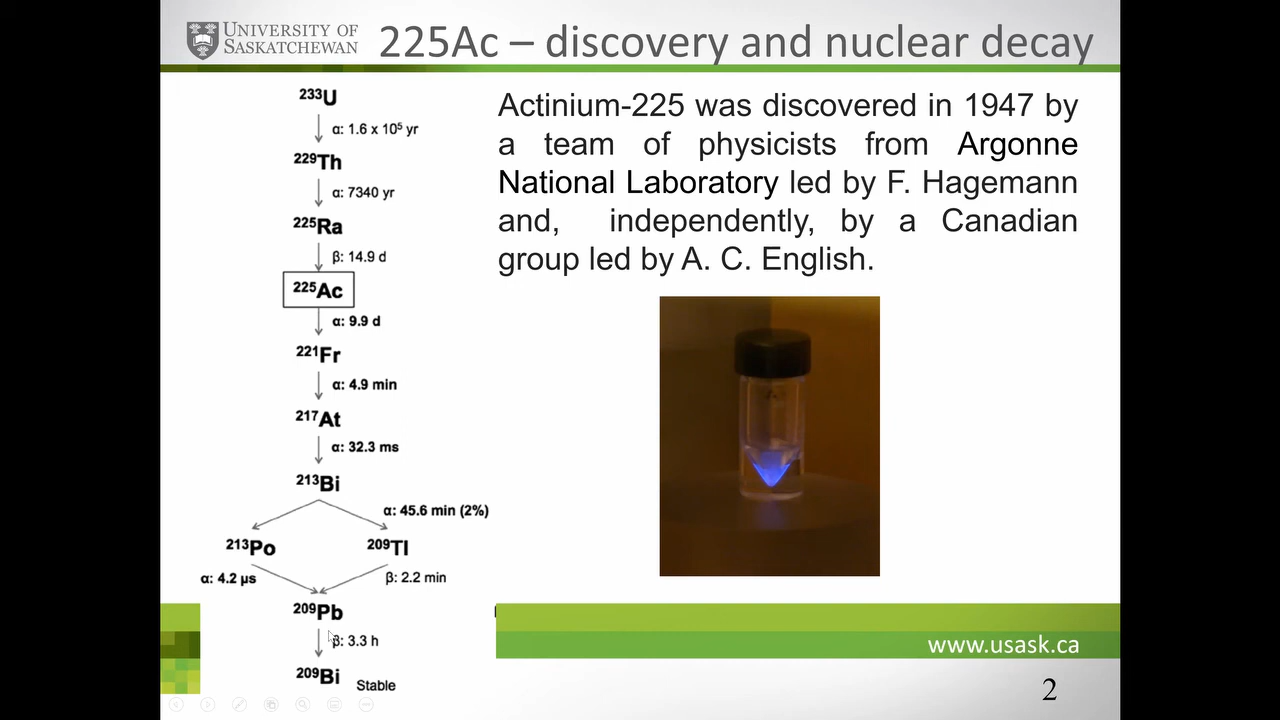 UNIVERSITY OF
SASKATCHEWAN
225Ac – discovery and nuclear decay
²³³U
α: 1.6 x 10⁵ yr
²²⁹Th
α: 7340 yr
²²⁵Ra
β: 14.9 d
²²⁵Ac
α: 9.9 d
²²¹Fr
α: 4.9 min
²¹⁷At
α: 32.3 ms
²¹³Bi
α: 45.6 min (2%)
²¹³Po
²⁰⁹Tl
α: 4.2 µs
β: 2.2 min
²⁰⁹Pb
β: 3.3 h
²⁰⁹Bi
Stable
Actinium-225 was discovered in 1947 by
a team of physicists from Argonne
National Laboratory led by F. Hagemann
and, independently, by a Canadian
group led by A. C. English.
www.usask.ca
2